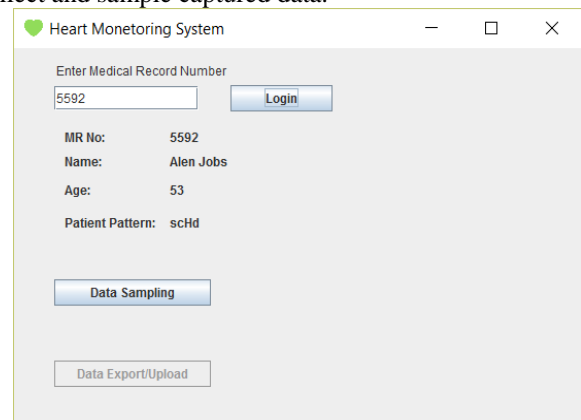 nect and sample captured data.
Heart Monetoring System
Enter Medical Record Number
5592 Login
MR No: 5592
Name: Alen Jobs
Age: 53
Patient Pattern: scHd
Data Sampling
Data Export/Upload